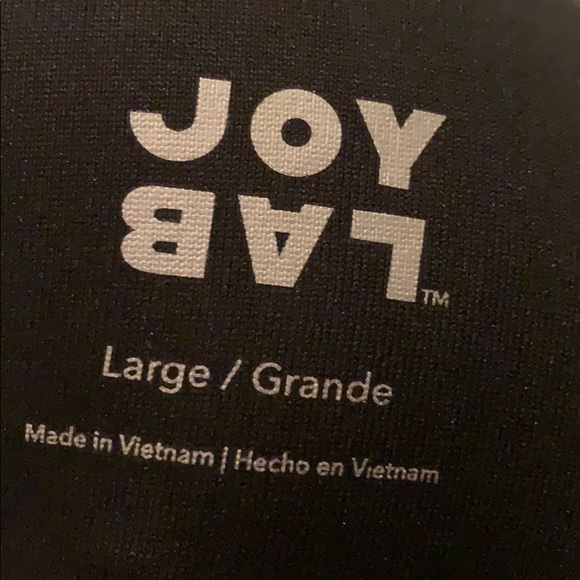 JOY
LAB™
Large / Grande
Made in Vietnam | Hecho en Vietnam